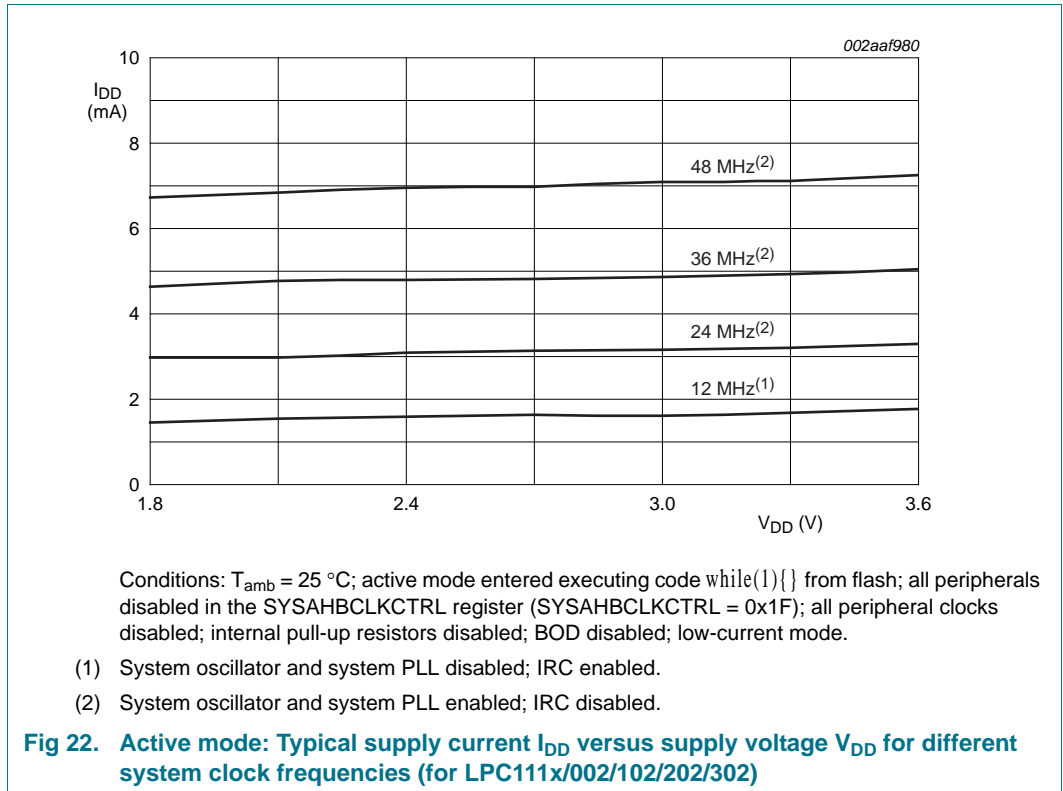 002aaf980
10
IDD
(mA)
8
48 MHz(2)
6
36 MHz(2)
4
24 MHz(2)
12 MHz(1)
2
0
1.8
2.4
3.0
3.6
VDD (V)
Conditions: Tamb = 25 °C; active mode entered executing code while(1){} from flash; all peripherals
disabled in the SYSAHBCLKCTRL register (SYSAHBCLKCTRL = 0x1F); all peripheral clocks
disabled; internal pull-up resistors disabled; BOD disabled; low-current mode.
(1) System oscillator and system PLL disabled; IRC enabled.
(2) System oscillator and system PLL enabled; IRC disabled.
Fig 22. Active mode: Typical supply current IDD versus supply voltage VDD for different
system clock frequencies (for LPC111x/002/102/202/302)